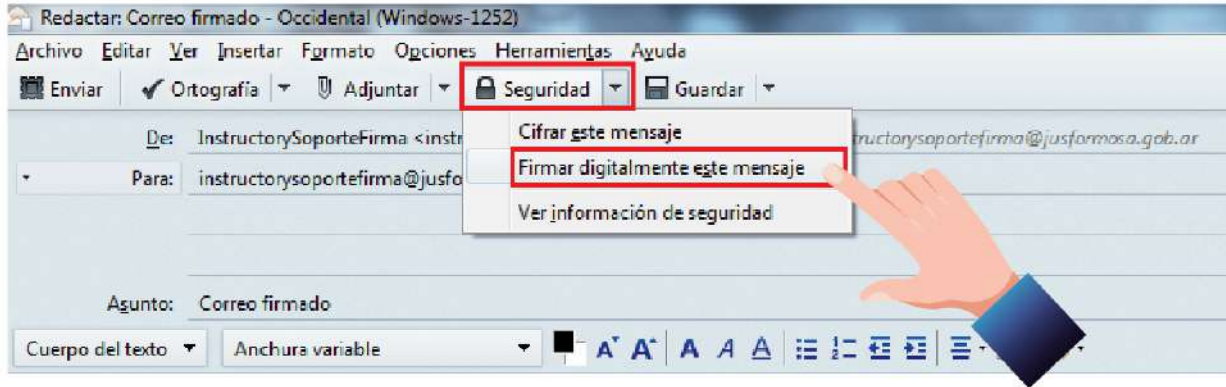 Redactar: Correo firmado - Occidental (Windows-1252)
Archivo Editar Ver Insertar Formato Opciones Herramientas Ayuda
Enviar Ortografía Adjuntar Seguridad Guardar
De: InstructorySoporteFirma <instr tructorysoportefirma@jusformosa.gob.ar
Cifrar este mensaje
Firmar digitalmente este mensaje
Para: instructorysoportefirma@jusfo
Ver información de seguridad
Asunto: Correo firmado
Cuerpo del texto Anchura variable A A A A A